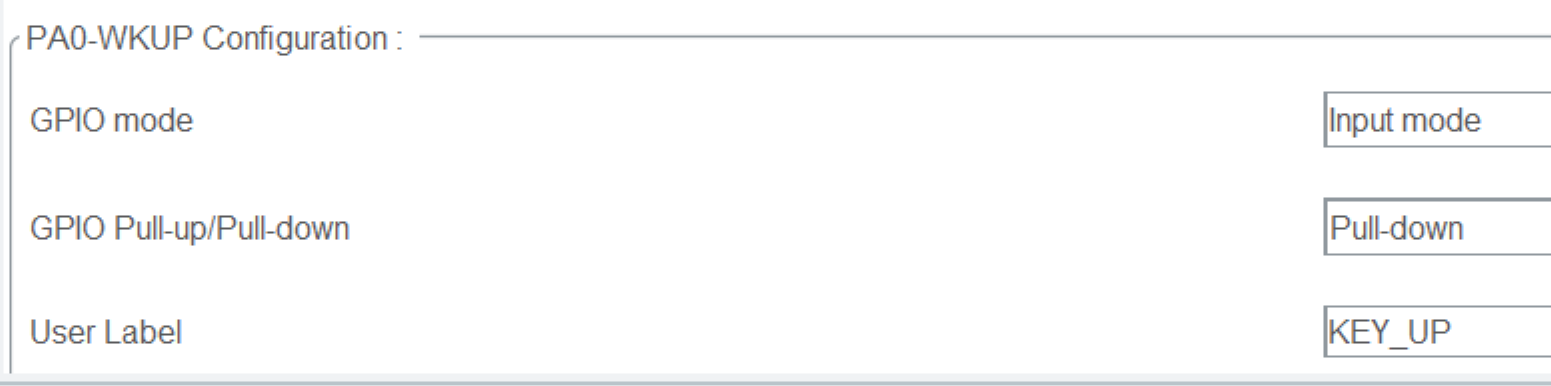 PA0-WKUP Configuration :
GPIO mode Input mode
GPIO Pull-up/Pull-down Pull-down
User Label KEY_UP